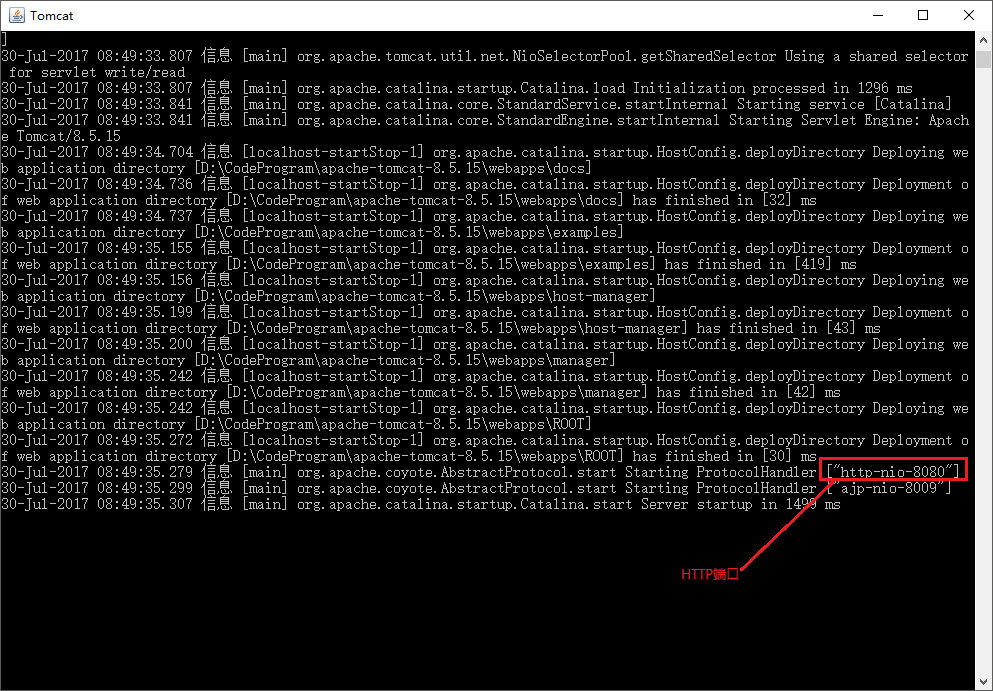 Tomcat
]
30-Jul-2017 08:49:33.807 信息 [main] org.apache.tomcat.util.net.NioSelectorPool.getSharedSelector Using a shared selector
 for servlet write/read
30-Jul-2017 08:49:33.807 信息 [main] org.apache.catalina.startup.Catalina.load Initialization processed in 1296 ms
30-Jul-2017 08:49:33.841 信息 [main] org.apache.catalina.core.StandardService.startInternal Starting service [Catalina]
30-Jul-2017 08:49:33.841 信息 [main] org.apache.catalina.core.StandardEngine.startInternal Starting Servlet Engine: Apach
e Tomcat/8.5.15
30-Jul-2017 08:49:34.704 信息 [localhost-startStop-1] org.apache.catalina.startup.HostConfig.deployDirectory Deploying we
b application directory [D:\CodeProgram\apache-tomcat-8.5.15\webapps\docs]
30-Jul-2017 08:49:34.736 信息 [localhost-startStop-1] org.apache.catalina.startup.HostConfig.deployDirectory Deployment o
f web application directory [D:\CodeProgram\apache-tomcat-8.5.15\webapps\docs] has finished in [32] ms
30-Jul-2017 08:49:34.737 信息 [localhost-startStop-1] org.apache.catalina.startup.HostConfig.deployDirectory Deploying we
b application directory [D:\CodeProgram\apache-tomcat-8.5.15\webapps\examples]
30-Jul-2017 08:49:35.155 信息 [localhost-startStop-1] org.apache.catalina.startup.HostConfig.deployDirectory Deployment o
f web application directory [D:\CodeProgram\apache-tomcat-8.5.15\webapps\examples] has finished in [419] ms
30-Jul-2017 08:49:35.156 信息 [localhost-startStop-1] org.apache.catalina.startup.HostConfig.deployDirectory Deploying we
b application directory [D:\CodeProgram\apache-tomcat-8.5.15\webapps\host-manager]
30-Jul-2017 08:49:35.199 信息 [localhost-startStop-1] org.apache.catalina.startup.HostConfig.deployDirectory Deployment o
f web application directory [D:\CodeProgram\apache-tomcat-8.5.15\webapps\host-manager] has finished in [43] ms
30-Jul-2017 08:49:35.200 信息 [localhost-startStop-1] org.apache.catalina.startup.HostConfig.deployDirectory Deploying we
b application directory [D:\CodeProgram\apache-tomcat-8.5.15\webapps\manager]
30-Jul-2017 08:49:35.242 信息 [localhost-startStop-1] org.apache.catalina.startup.HostConfig.deployDirectory Deployment o
f web application directory [D:\CodeProgram\apache-tomcat-8.5.15\webapps\manager] has finished in [42] ms
30-Jul-2017 08:49:35.242 信息 [localhost-startStop-1] org.apache.catalina.startup.HostConfig.deployDirectory Deploying we
b application directory [D:\CodeProgram\apache-tomcat-8.5.15\webapps\ROOT]
30-Jul-2017 08:49:35.272 信息 [localhost-startStop-1] org.apache.catalina.startup.HostConfig.deployDirectory Deployment o
f web application directory [D:\CodeProgram\apache-tomcat-8.5.15\webapps\ROOT] has finished in [30] ms
30-Jul-2017 08:49:35.279 信息 [main] org.apache.coyote.AbstractProtocol.start Starting ProtocolHandler ["http-nio-8080"]
30-Jul-2017 08:49:35.299 信息 [main] org.apache.coyote.AbstractProtocol.start Starting ProtocolHandler ["ajp-nio-8009"]
30-Jul-2017 08:49:35.307 信息 [main] org.apache.catalina.startup.Catalina.start Server startup in 1499 ms
HTTP端口